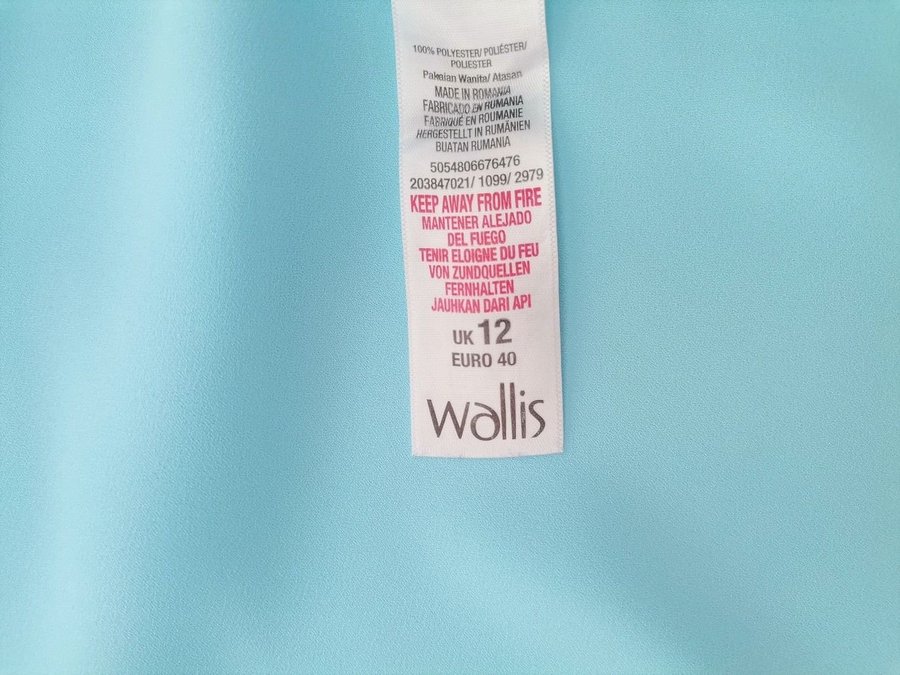 100% POLYESTER/ POLIÉSTER/
POLIESTER
Pakaian Wanita/ Atasan
MADE IN ROMANIA
FABRICADO EN RUMANIA
FABRIQUÉ EN ROUMANIE
HERGESTELLT IN RUMÄNIEN
BUATAN RUMANIA
5054806676476
203847021/ 1099/ 2979
KEEP AWAY FROM FIRE
MANTENER ALEJADO
DEL FUEGO
TENIR ELOIGNE DU FEU
VON ZUNDQUELLEN
FERNHALTEN
JAUHKAN DARI API
UK 12
EURO 40
wallis